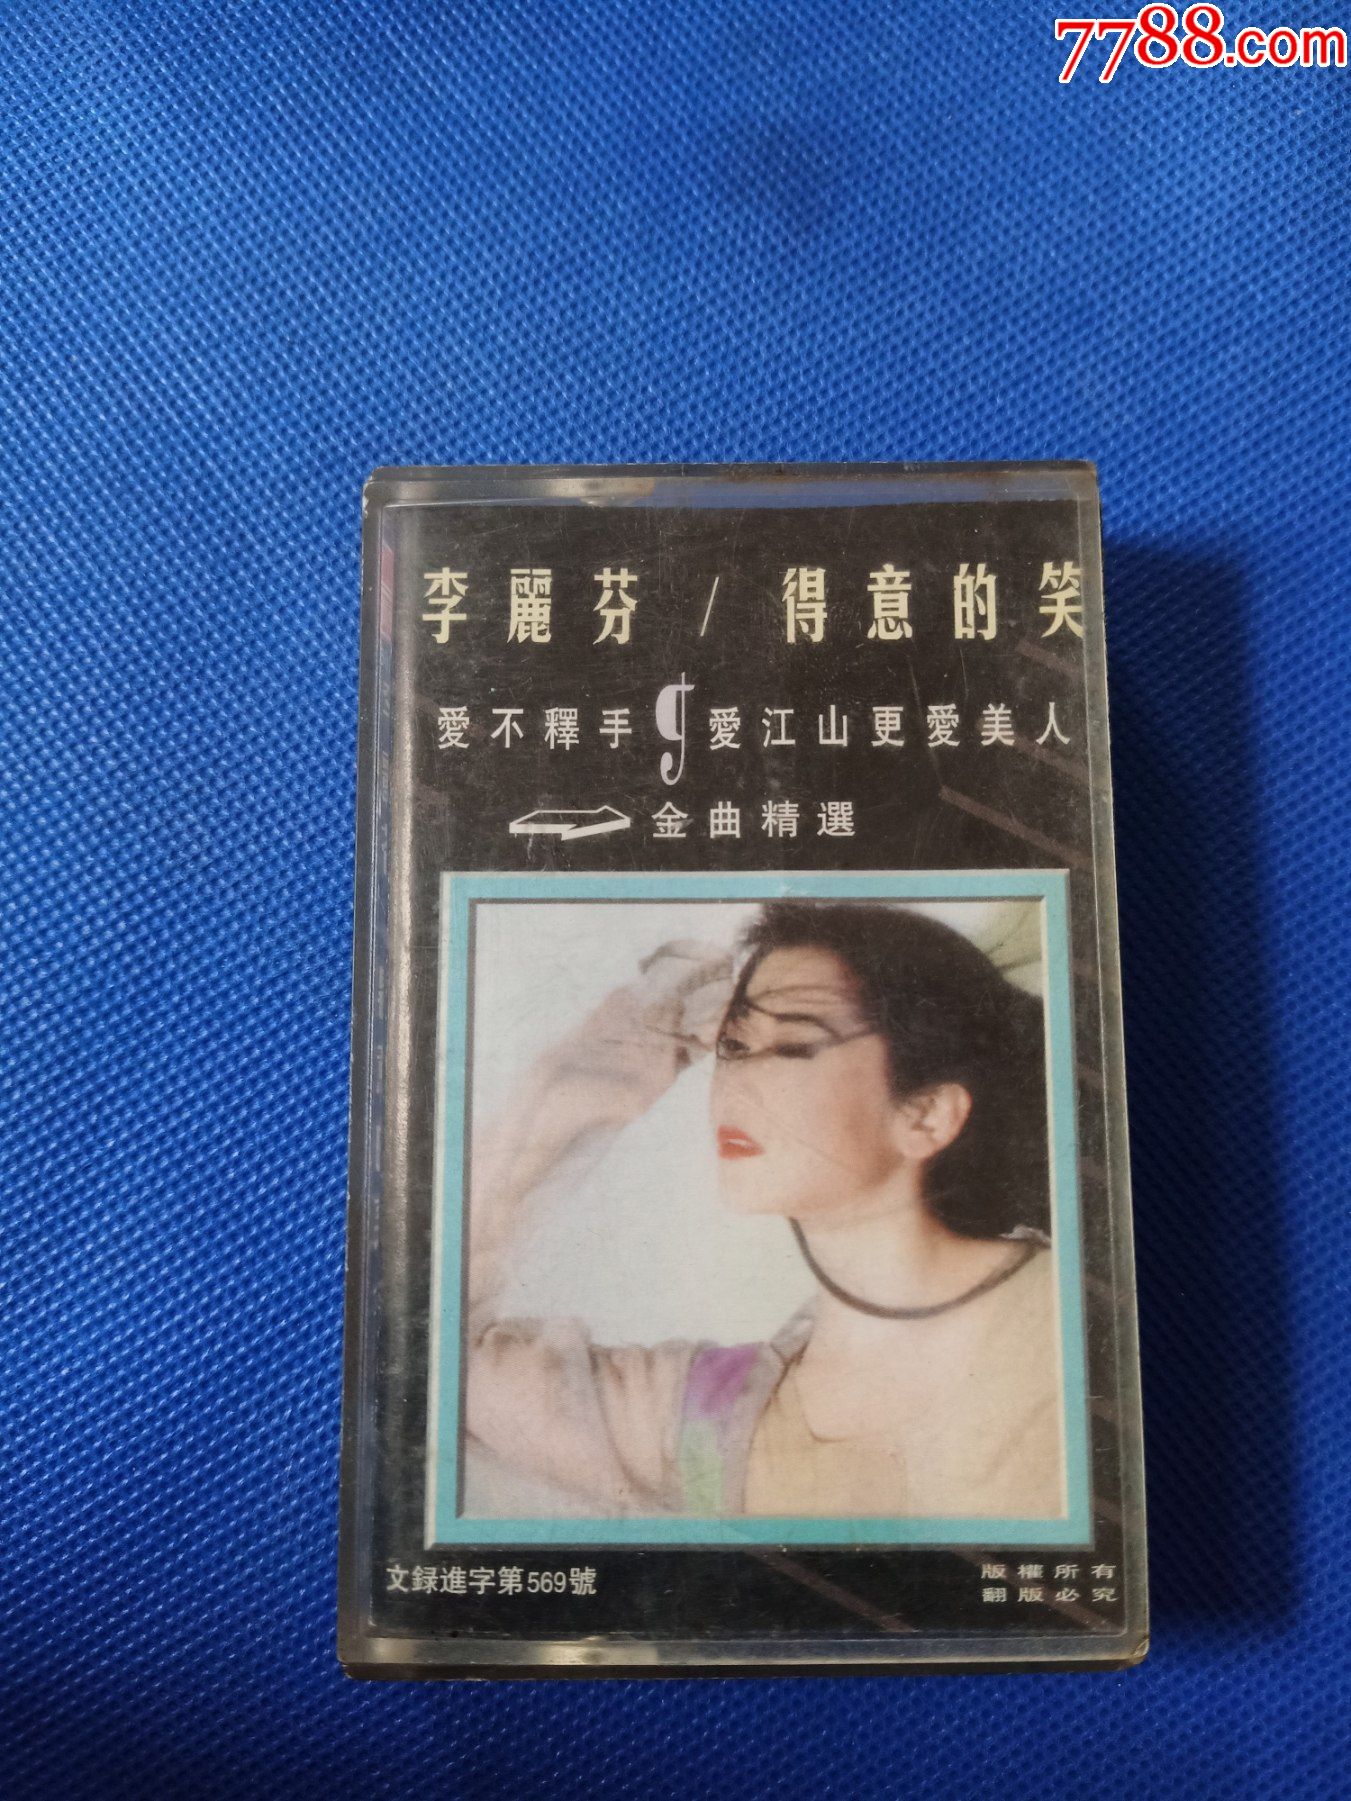 7788.com
李麗芬/得意的笑
愛不釋手 g 愛江山更愛美人
金曲精選
文録進字第569號
版權所有
翻版必究